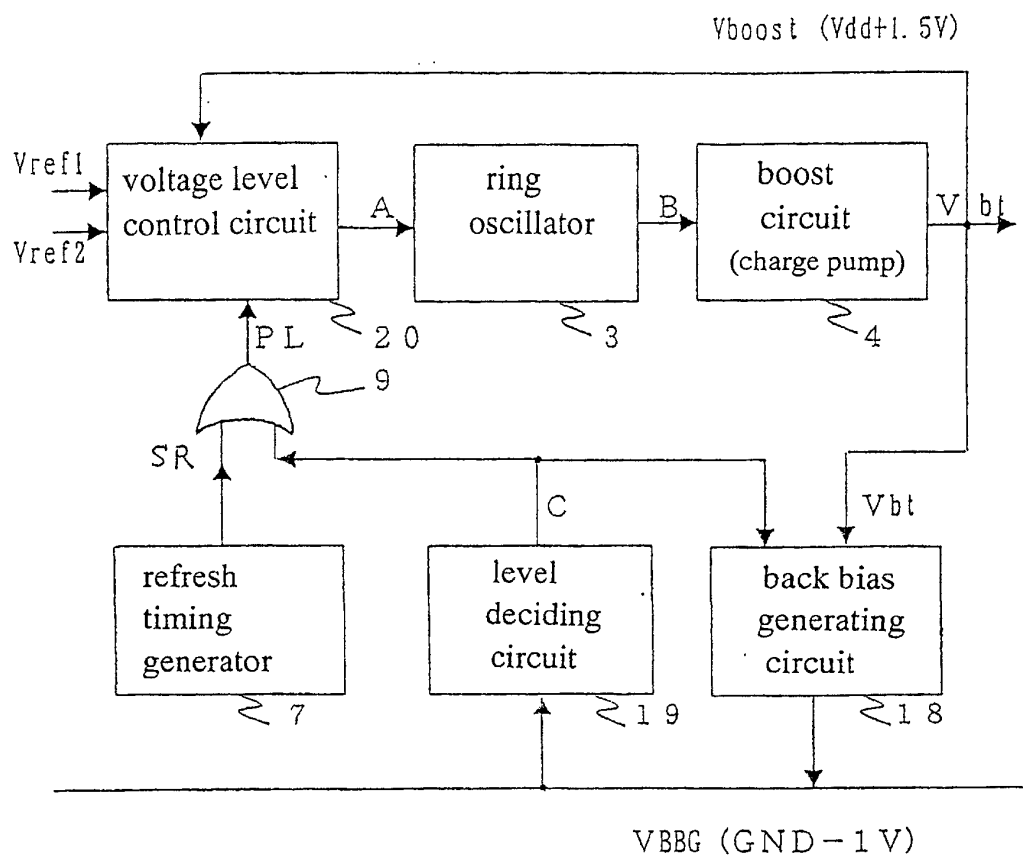 Vboost (Vdd+1.5V)
Vref1
Vref2
voltage level
control circuit
A
ring
oscillator
B
boost
circuit
(charge pump)
V bt
PL
20
3
4
9
SR
C
Vbt
refresh
timing
generator
level
deciding
circuit
back bias
generating
circuit
7
19
18
VBBG (GND-1V)